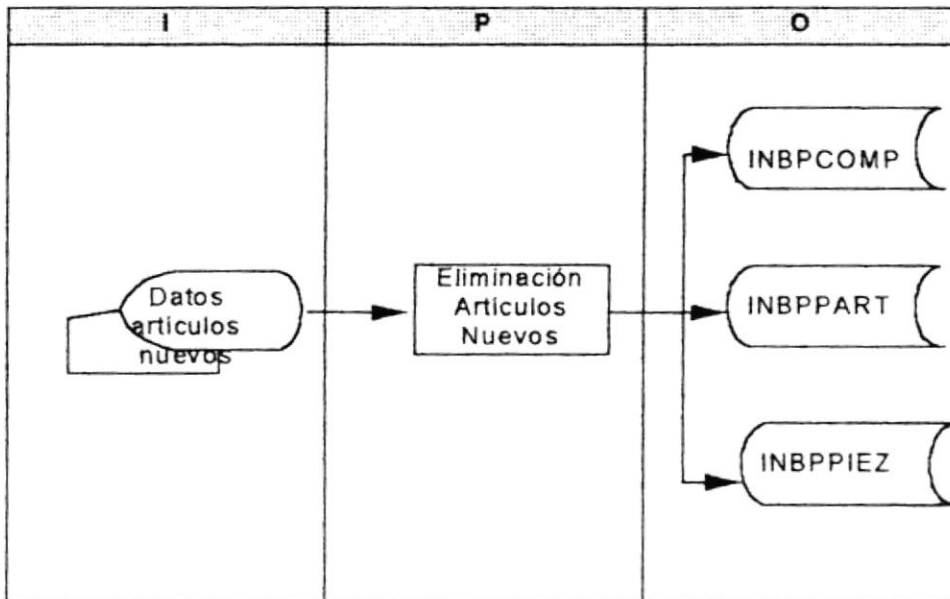 I P O
Datos
articulos
nuevos
Eliminación
Articulos
Nuevos
INBPCOMP
INBPPART
INBPPIEZ